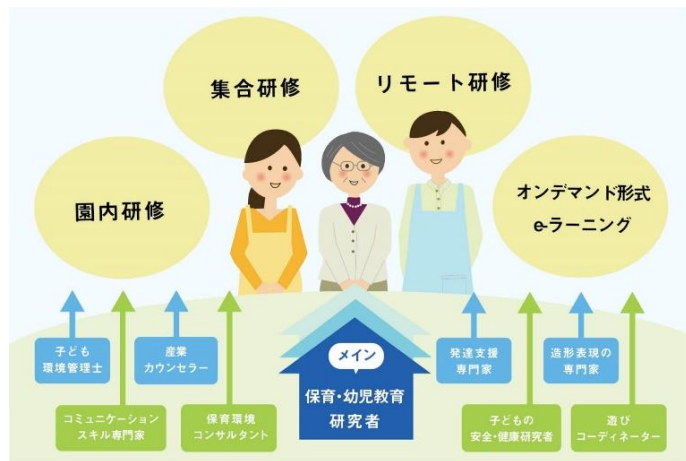 集合研修
リモート研修
園内研修
オンデマンド形式
e-ラーニング
子ども
環境管理士
産業
カウンセラー
メイン
保育・幼児教育
研究者
発達支援
専門家
造形表現の
専門家
コミュニケーション
スキル専門家
保育環境
コンサルタント
子どもの
安全・健康研究者
遊び
コーディネーター